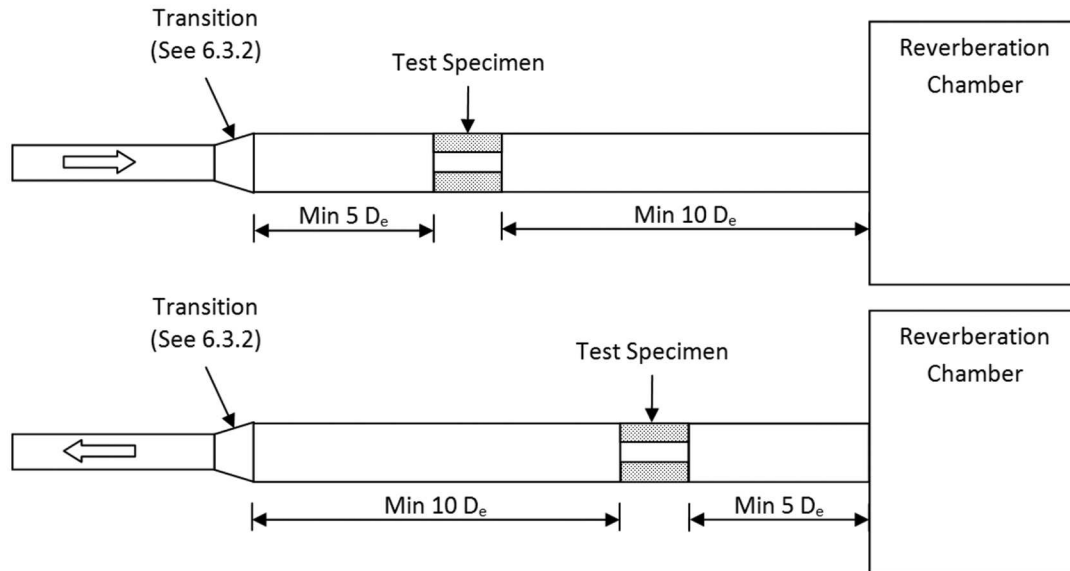 Transition
(See 6.3.2)
Test Specimen
Reverberation
Chamber
Min 5 Dₑ
Min 10 Dₑ
Transition
(See 6.3.2)
Test Specimen
Reverberation
Chamber
Min 10 Dₑ
Min 5 Dₑ